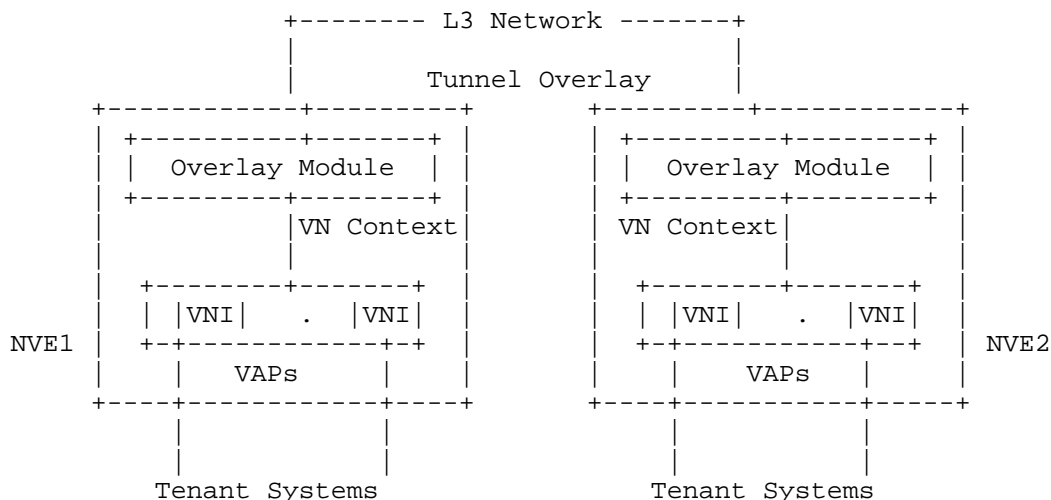 L3 Network
Tunnel Overlay
Overlay Module Overlay Module
VN Context VN Context
VNI . VNI VNI . VNI
NVE1 NVE2
VAPs VAPs
Tenant Systems Tenant Systems